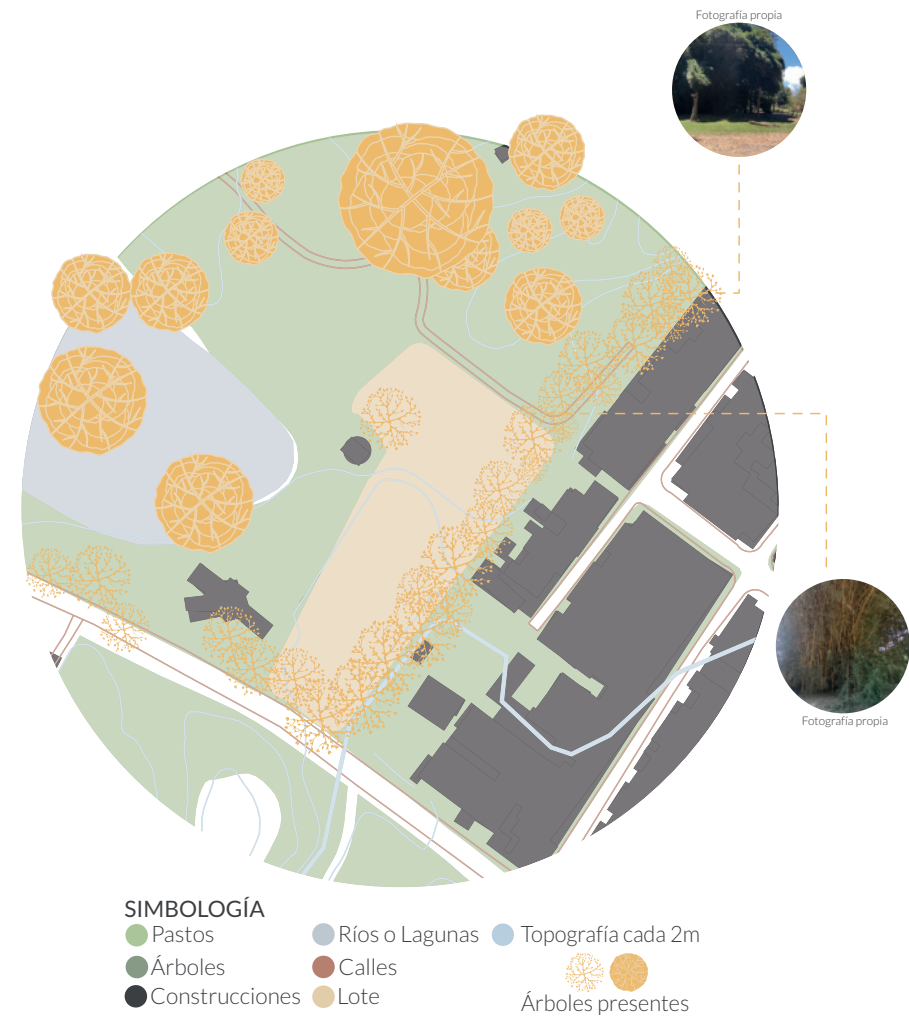 Fotografía propia
Fotografía propia
SIMBOLOGÍA
Pastos
Ríos o Lagunas
Topografía cada 2m
Árboles
Calles
Construcciones
Lote
Árboles presentes